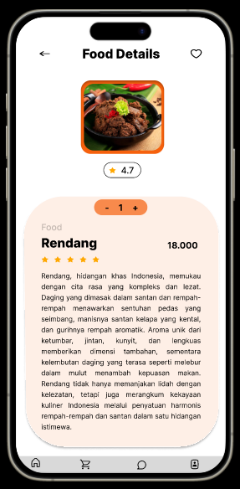 Food Details
4.7
- 1 +
Food
Rendang
18.000
Rendang, hidangan khas Indonesia, memukau
dengan cita rasa yang kompleks dan lezat.
Daging yang dimasak dalam santan dan rempah-
rempah menawarkan sentuhan pedas yang
seimbang, manisnya santan kelapa yang kental,
dan gurihnya rempah aromatik. Aroma unik dari
ketumbar, jintan, kunyit, dan lengkuas
memberikan dimensi tambahan, sementara
kelembutan daging yang terasa seperti melebur
dalam mulut menambah kepuasan makan.
Rendang tidak hanya memanjakan lidah dengan
kelezatan, tetapi juga merangkum kekayaan
kuliner Indonesia melalui penyatuan harmonis
rempah-rempah dan santan dalam satu hidangan
istimewa.